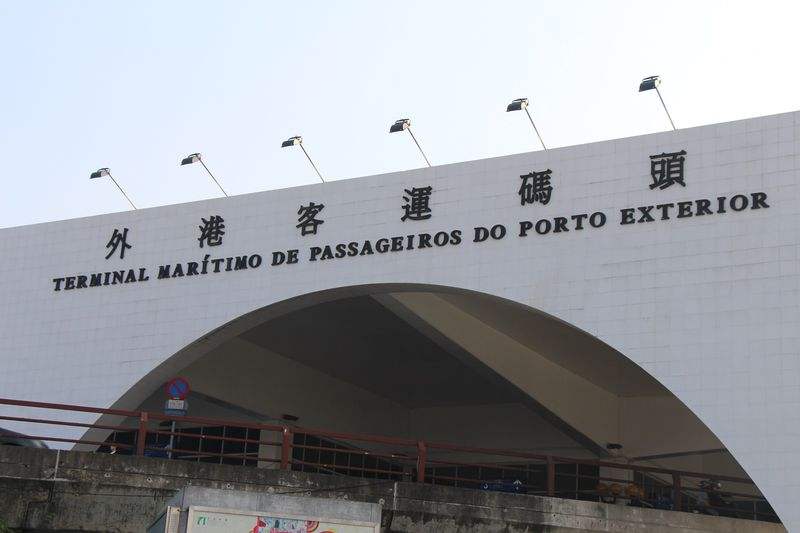 外港客運碼頭
TERMINAL MARÍTIMO DE PASSAGEIROS DO PORTO EXTERIOR